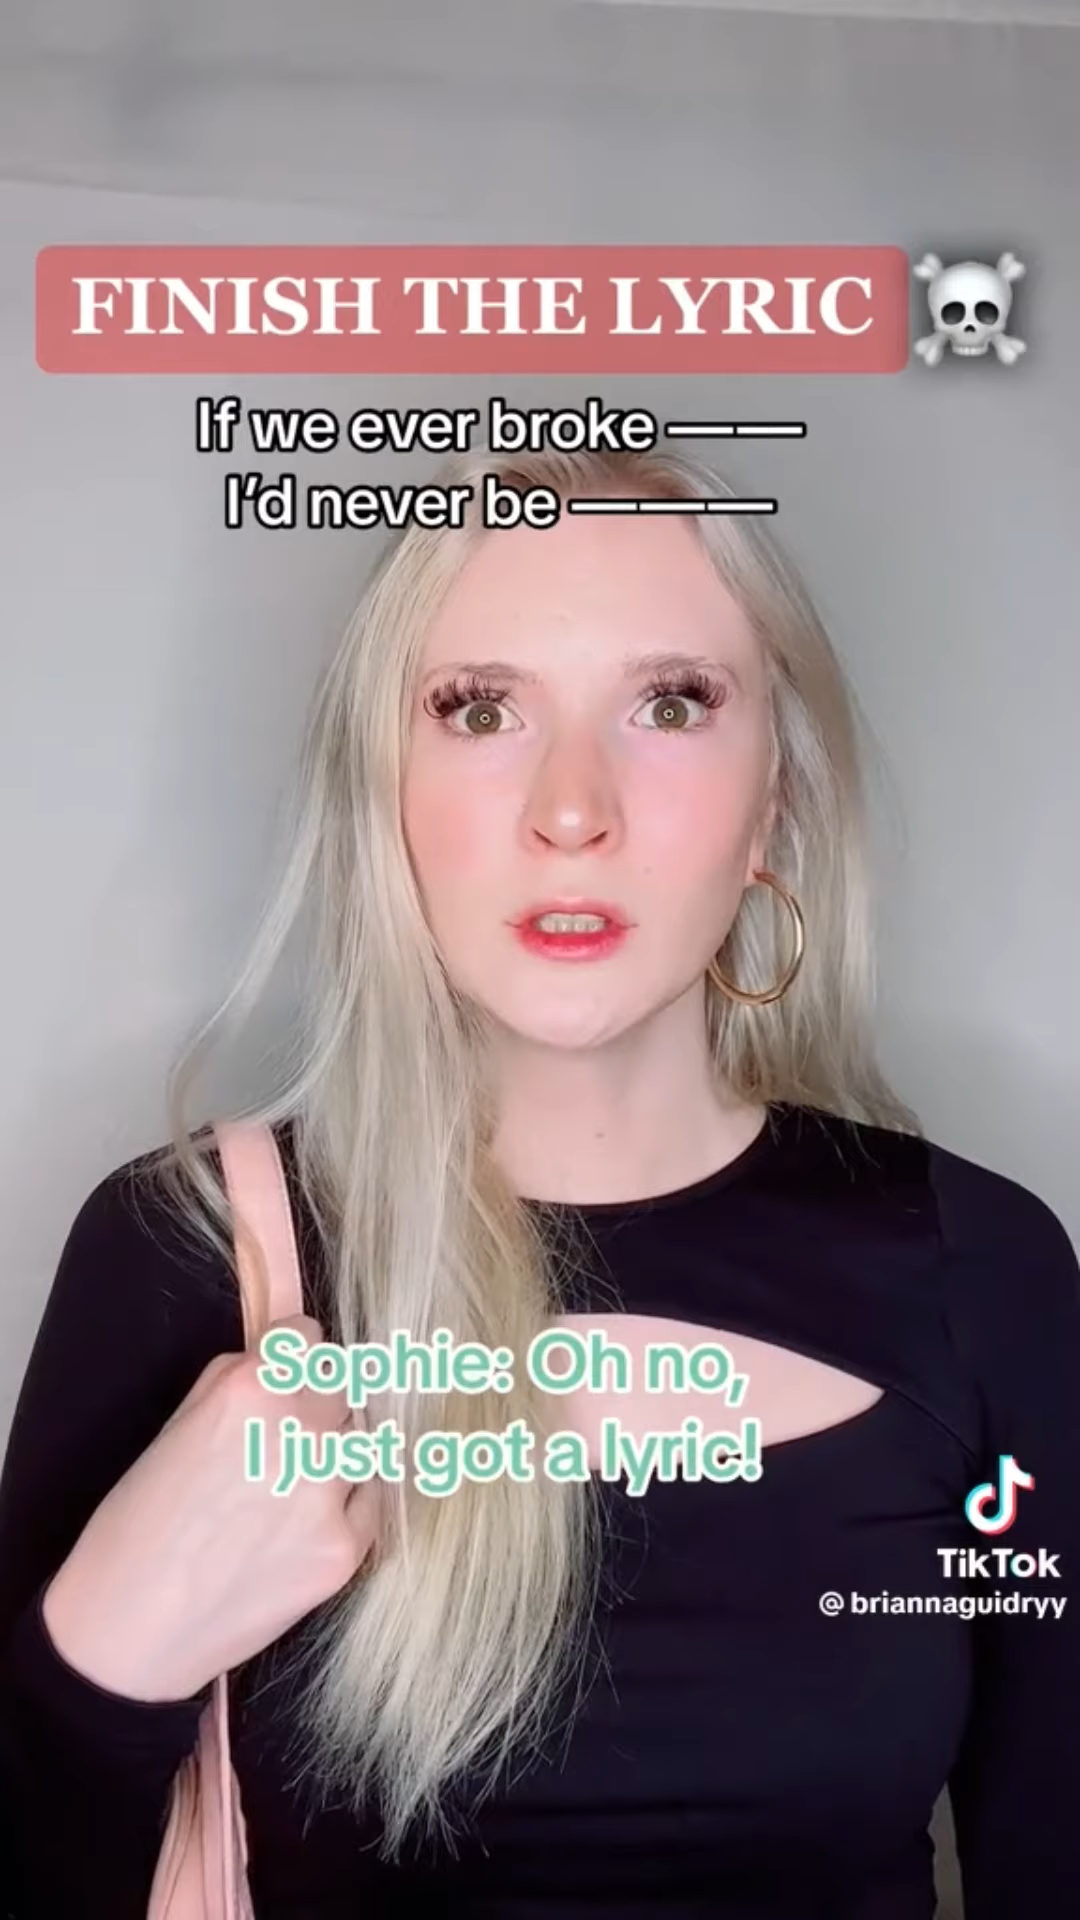 FINISH THE LYRIC
If we ever broke ——
I’d never be ———
Sophie: Oh no,
I just got a lyric!
TikTok
@briannaguidryy